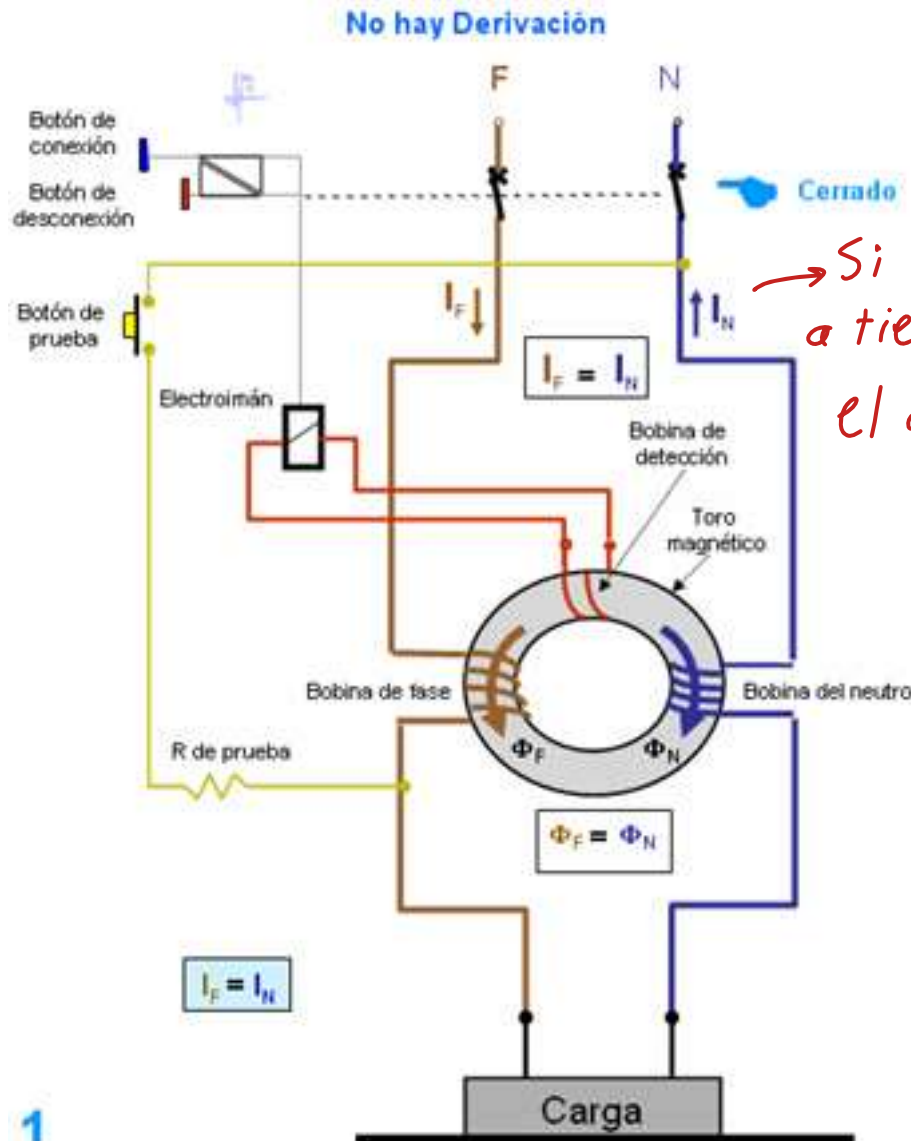 No hay Derivación
F
N
Botón de
conexión
Botón de
desconexión
Cerrado
Si
a tie
el
Botón de
prueba
I_F
I_N
I_F = I_N
Electroimán
Bobina de
detección
Toro
magnético
Bobina de fase
Bobina del neutro
Φ_F
Φ_N
R de prueba
Φ_F = Φ_N
I_F = I_N
Carga
1